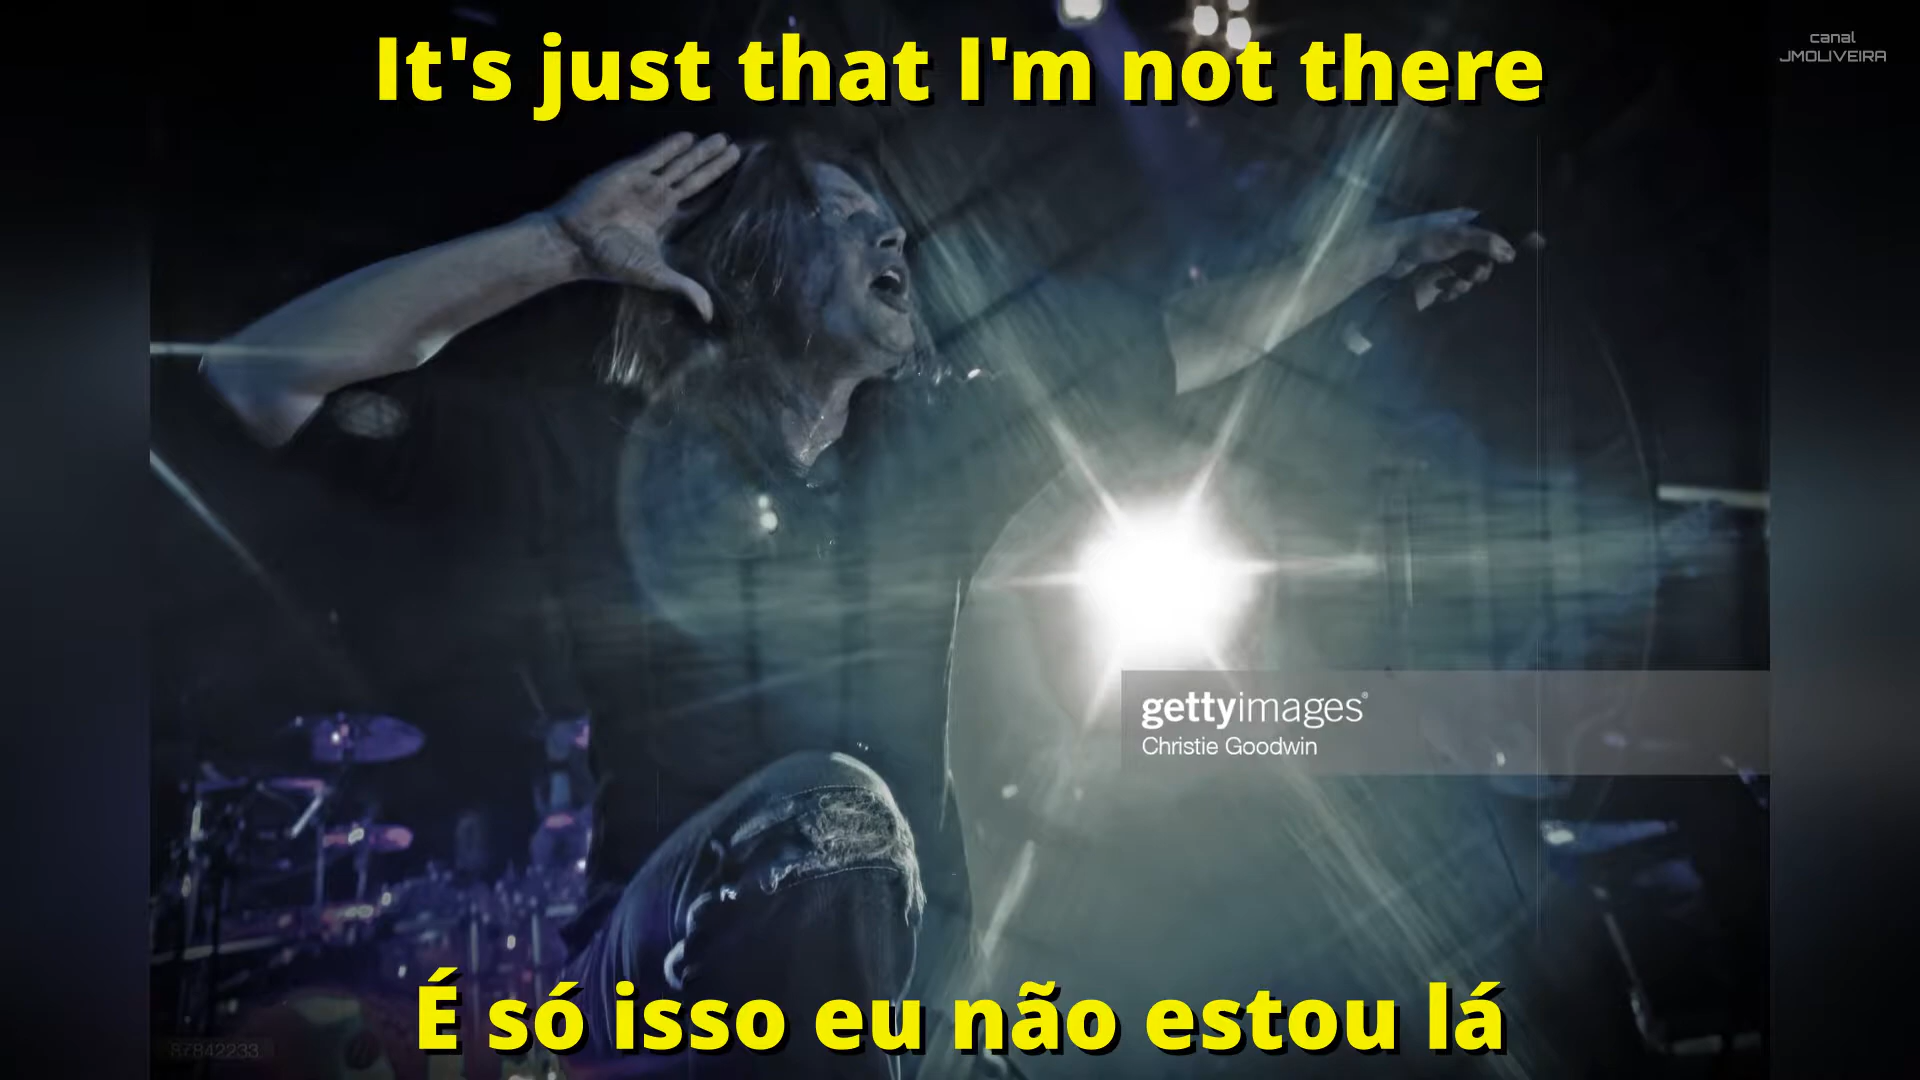 It's just that I'm not there
canal
JMOLIVEIRA
gettyimages®
Christie Goodwin
É só isso eu não estou lá
87842233